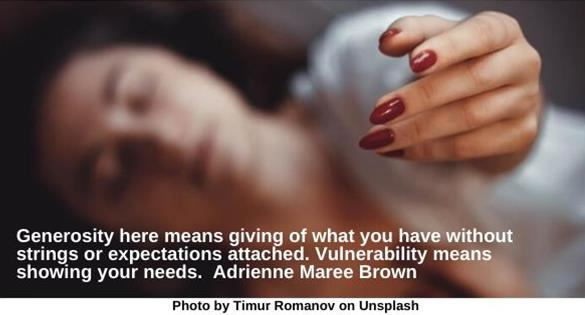 Generosity here means giving of what you have without
strings or expectations attached. Vulnerability means
showing your needs.  Adrienne Maree Brown
Photo by Timur Romanov on Unsplash